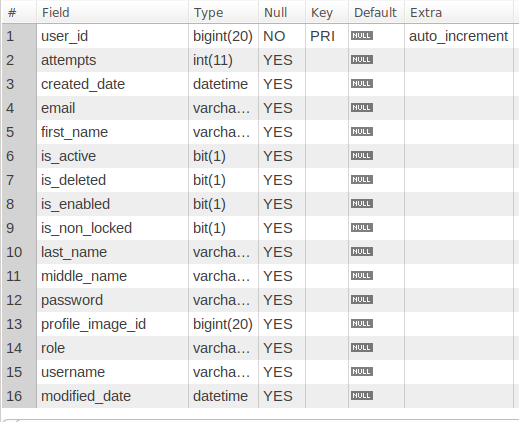 # Field Type Null Key Default Extra
1 user_id bigint(20) NO PRI NULL auto_increment
2 attempts int(11) YES NULL
3 created_date datetime YES NULL
4 email varcha... YES NULL
5 first_name varcha... YES NULL
6 is_active bit(1) YES NULL
7 is_deleted bit(1) YES NULL
8 is_enabled bit(1) YES NULL
9 is_non_locked bit(1) YES NULL
10 last_name varcha... YES NULL
11 middle_name varcha... YES NULL
12 password varcha... YES NULL
13 profile_image_id bigint(20) YES NULL
14 role varcha... YES NULL
15 username varcha... YES NULL
16 modified_date datetime YES NULL